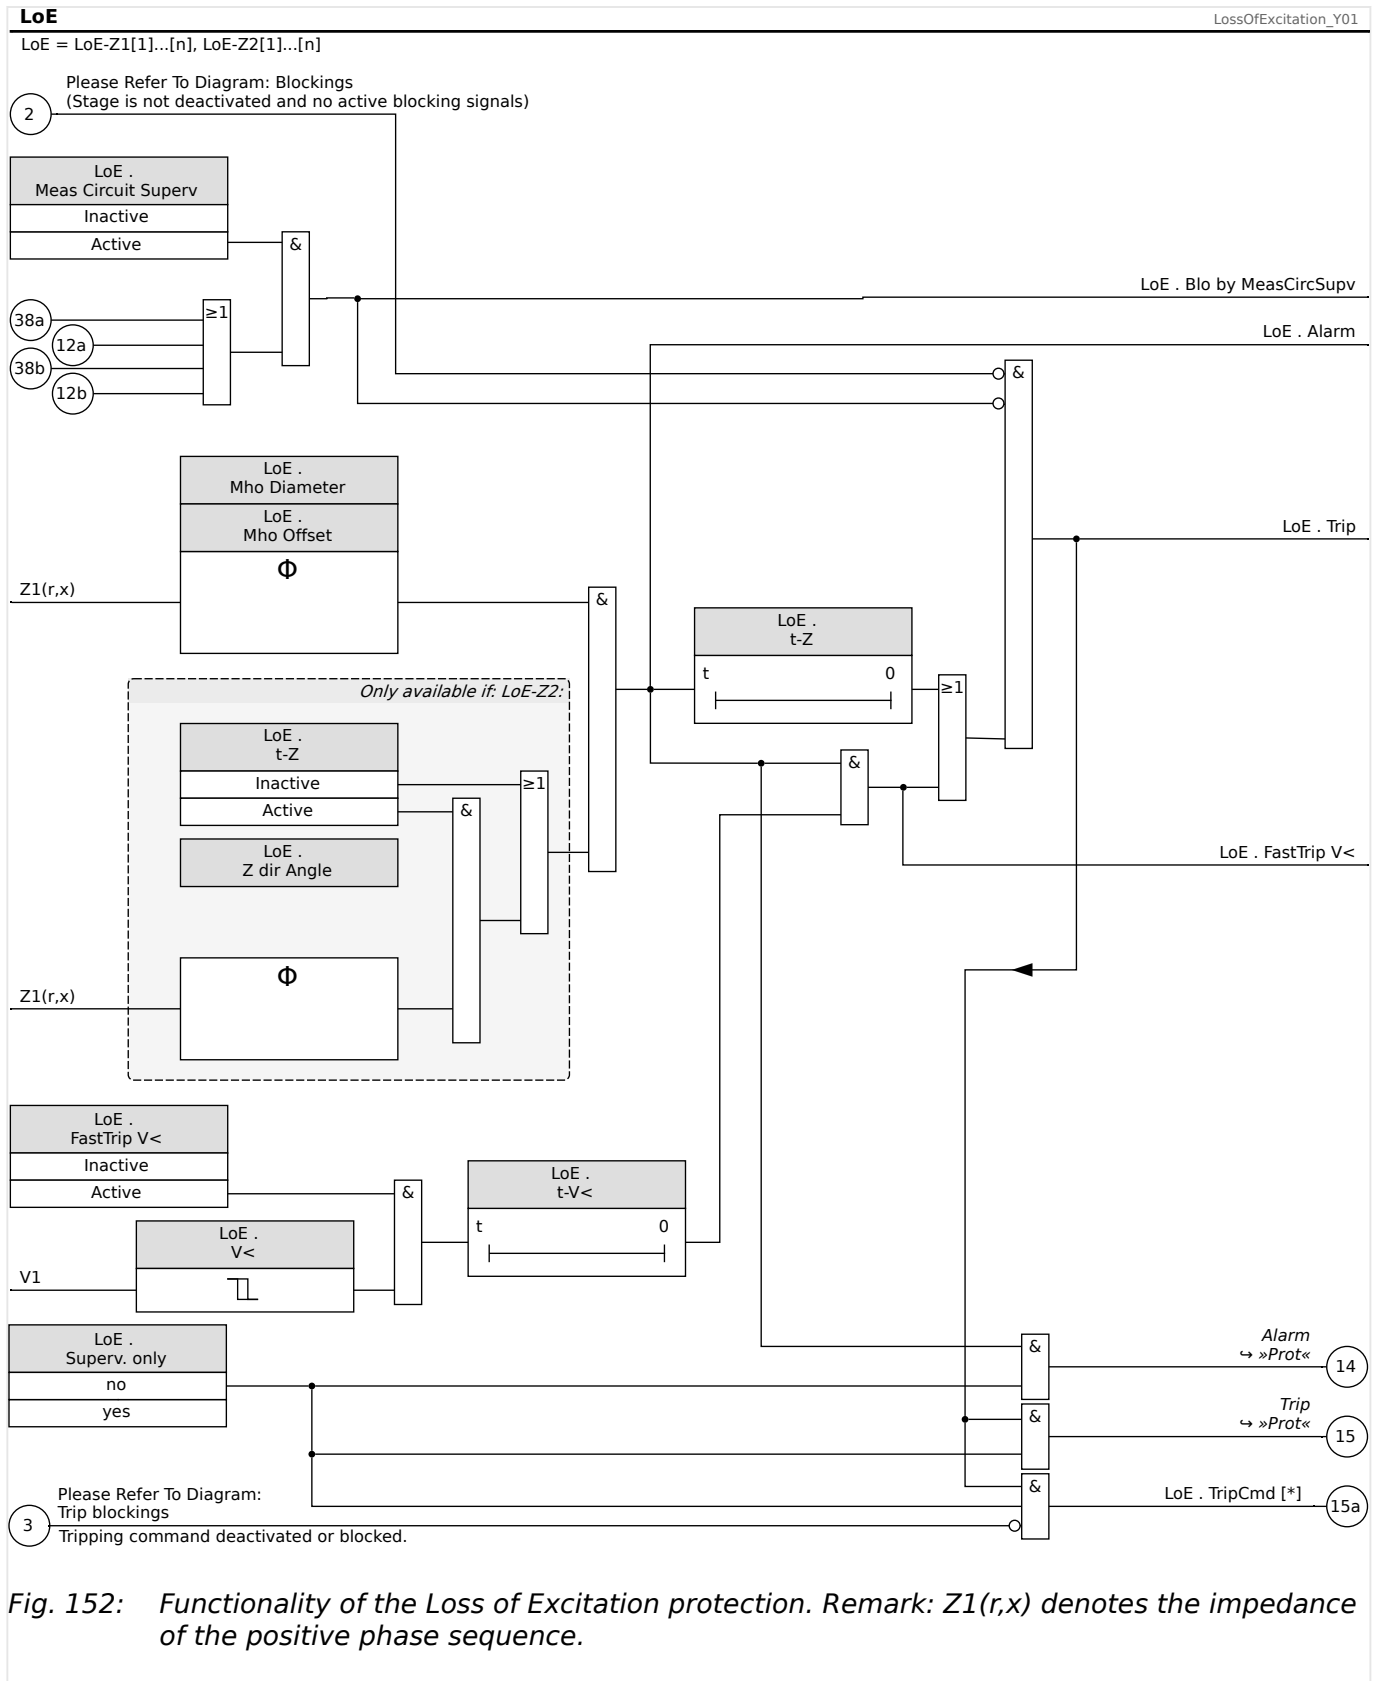 LoE
LossOfExcitation_Y01
LoE = LoE-Z1[1]...[n], LoE-Z2[1]...[n]
Please Refer To Diagram: Blockings
(Stage is not deactivated and no active blocking signals)
2
LoE .
Meas Circuit Superv
Inactive
Active
&
LoE . Blo by MeasCircSupv
38a
≥1
12a
38b
12b
LoE . Alarm
&
LoE .
Mho Diameter
LoE .
Mho Offset
Φ
Z1(r,x)
&
LoE . Trip
LoE .
t-Z
t 0
≥1
Only available if: LoE-Z2:
LoE .
t-Z
Inactive
Active
≥1
&
&
LoE .
Z dir Angle
LoE . FastTrip V<
Φ
Z1(r,x)
LoE .
FastTrip V<
Inactive
Active
&
LoE .
t-V<
t 0
LoE .
V<
V1
LoE .
Superv. only
no
yes
&
Alarm
↪ »Prot«
14
&
Trip
↪ »Prot«
15
&
LoE . TripCmd [*]
15a
Please Refer To Diagram:
Trip blockings
3
Tripping command deactivated or blocked.
Fig. 152: Functionality of the Loss of Excitation protection. Remark: Z1(r,x) denotes the impedance
of the positive phase sequence.